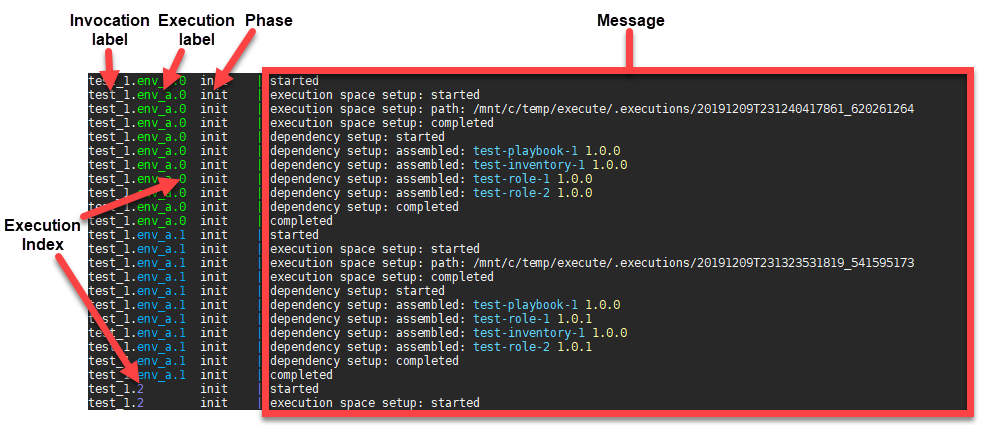 Invocation label
Execution label
Phase
Message
Execution Index
test_1.env_a.0 init | started
test_1.env_a.0 init | execution space setup: started
test_1.env_a.0 init | execution space setup: path: /mnt/c/temp/execute/.executions/20191209T231240417861_620261264
test_1.env_a.0 init | execution space setup: completed
test_1.env_a.0 init | dependency setup: started
test_1.env_a.0 init | dependency setup: assembled: test-playbook-1 1.0.0
test_1.env_a.0 init | dependency setup: assembled: test-inventory-1 1.0.0
test_1.env_a.0 init | dependency setup: assembled: test-role-1 1.0.0
test_1.env_a.0 init | dependency setup: assembled: test-role-2 1.0.0
test_1.env_a.0 init | dependency setup: completed
test_1.env_a.0 init | completed
test_1.env_a.1 init | started
test_1.env_a.1 init | execution space setup: started
test_1.env_a.1 init | execution space setup: path: /mnt/c/temp/execute/.executions/20191209T231323531819_541595173
test_1.env_a.1 init | execution space setup: completed
test_1.env_a.1 init | dependency setup: started
test_1.env_a.1 init | dependency setup: assembled: test-playbook-1 1.0.0
test_1.env_a.1 init | dependency setup: assembled: test-role-1 1.0.1
test_1.env_a.1 init | dependency setup: assembled: test-inventory-1 1.0.0
test_1.env_a.1 init | dependency setup: assembled: test-role-2 1.0.1
test_1.env_a.1 init | dependency setup: completed
test_1.env_a.1 init | completed
test_1.2 init | started
test_1.2 init | execution space setup: started